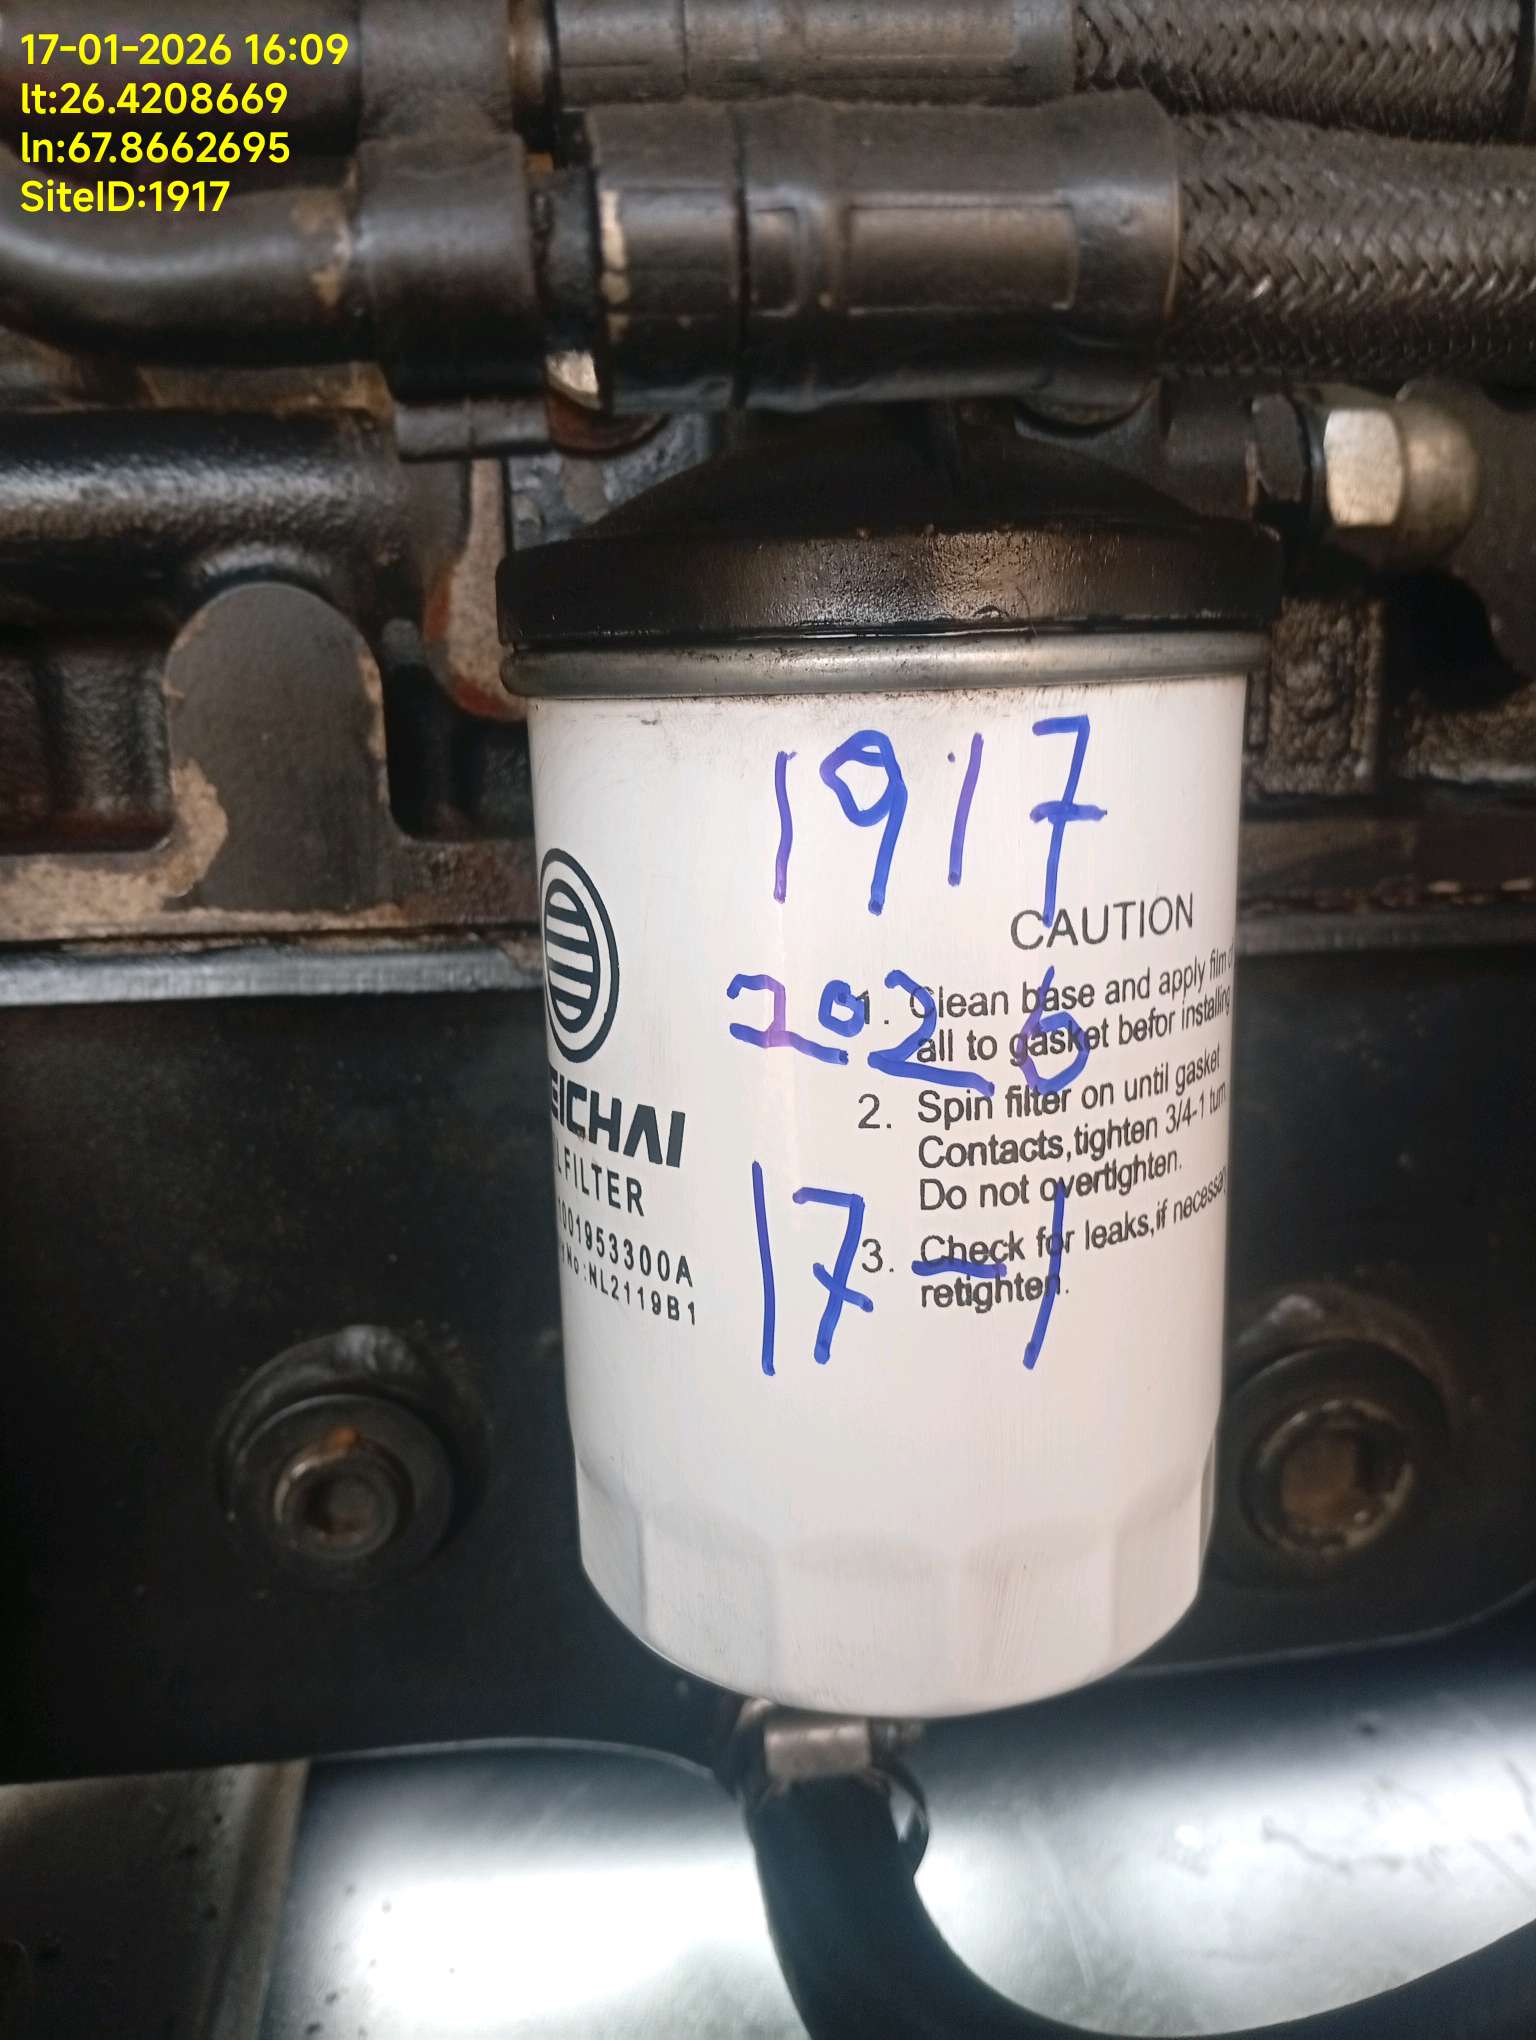 17-01-2026 16:09
lt:26.4208669
ln:67.8662695
SiteID:1917
1917
2026
17-1
EICHAI
L FILTER
1001953300A
No:NL2119B1
CAUTION
1. Clean base and apply film
all to gasket befor installing
2. Spin filter on until gasket
Contacts,tighten 3/4-1 turn
Do not overtighten.
3. Check for leaks,if necessary
retighten.